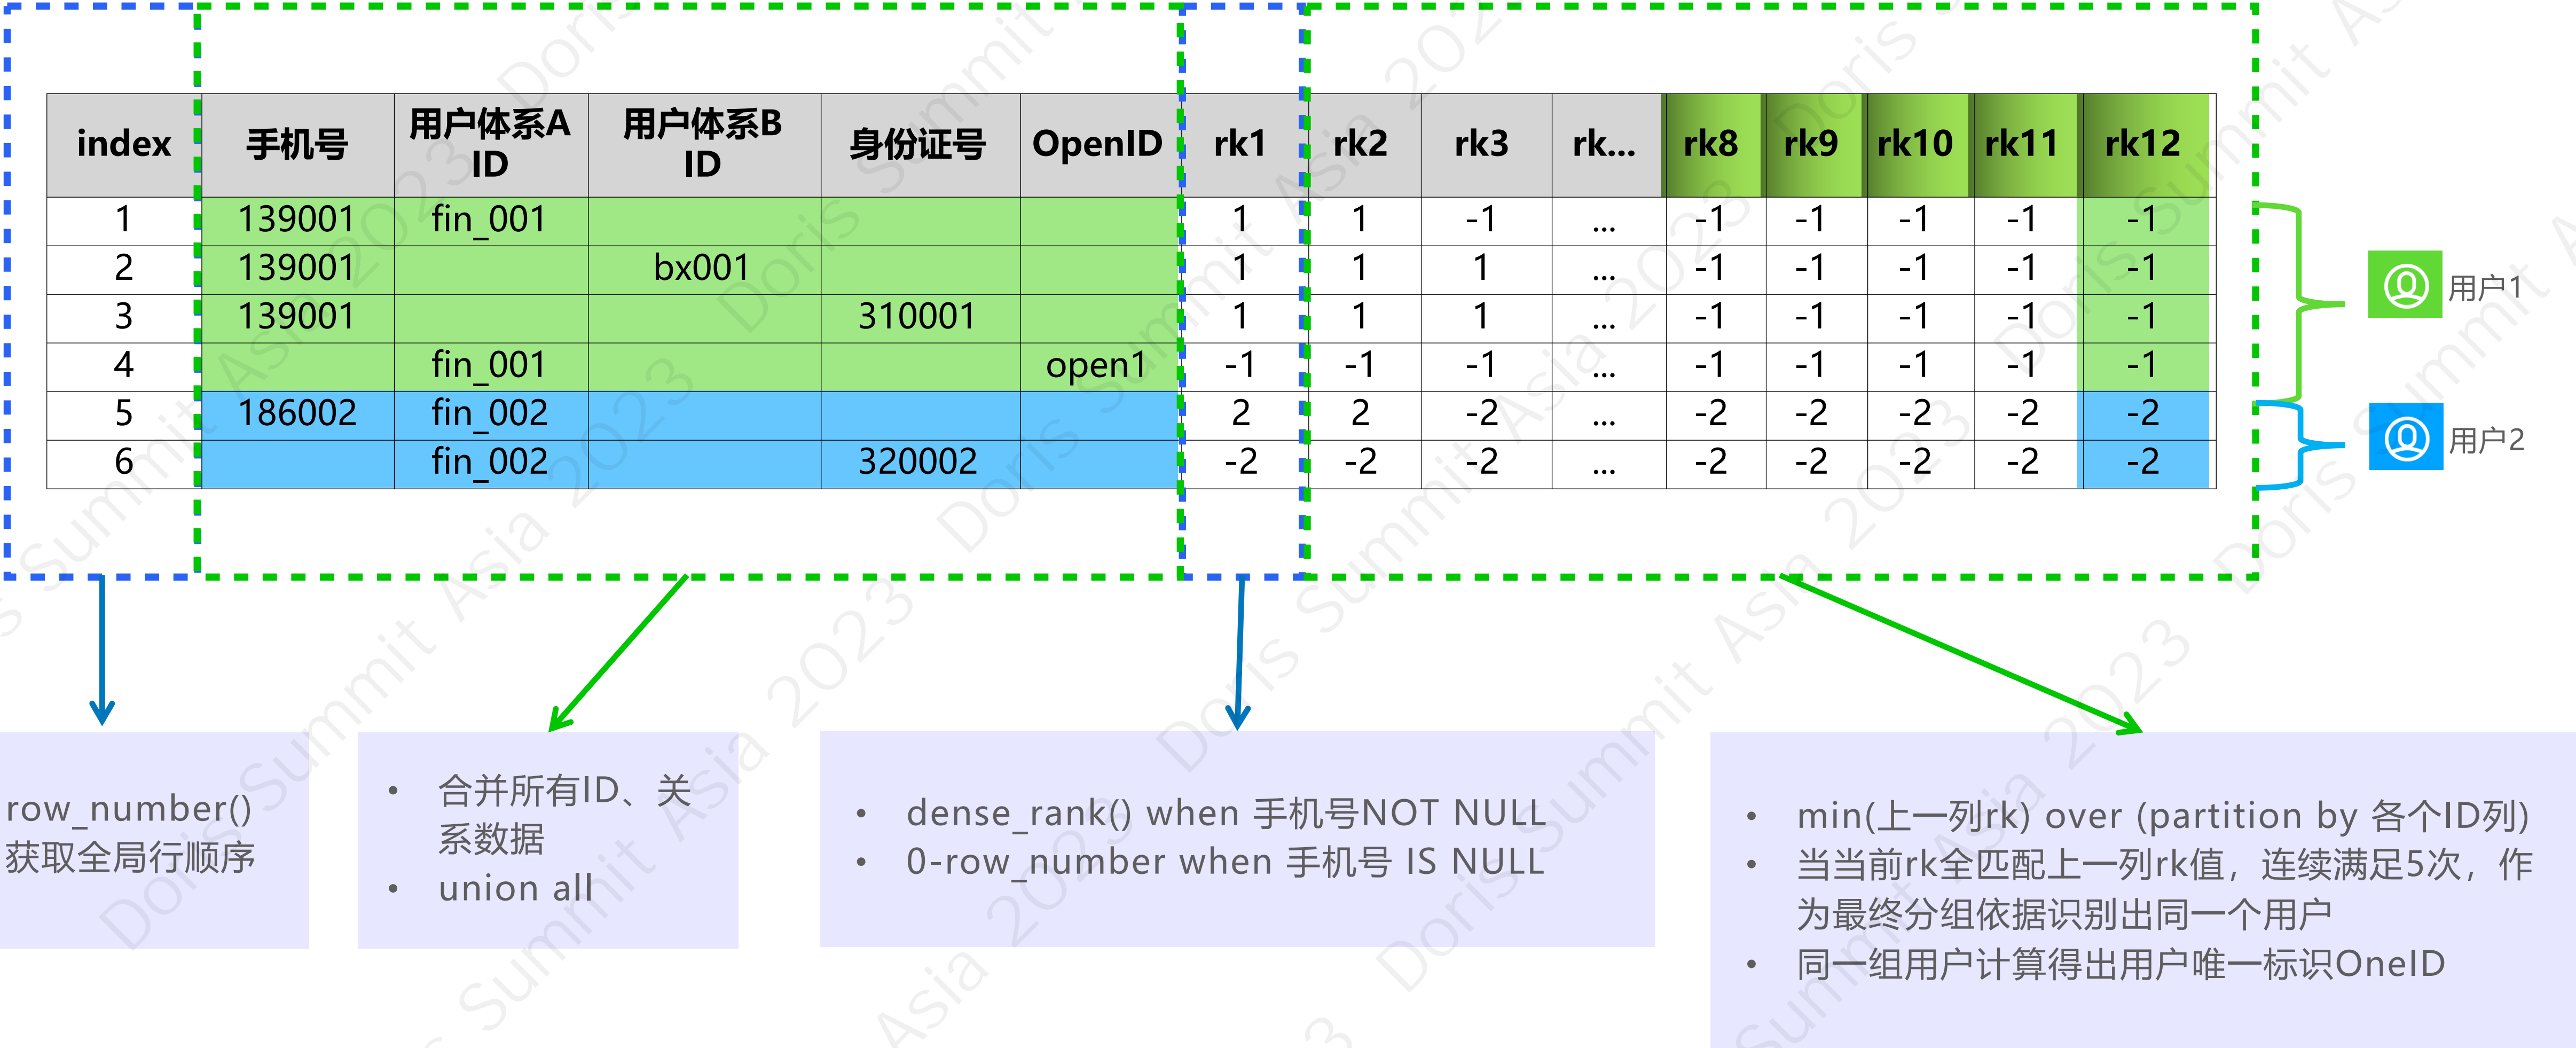 index 手机号 用户体系A ID 用户体系B ID 身份证号 OpenID rk1 rk2 rk3 rk... rk8 rk9 rk10 rk11 rk12
1 139001 fin_001 1 1 -1 ... -1 -1 -1 -1 -1
2 139001 bx001 1 1 1 ... -1 -1 -1 -1 -1
3 139001 310001 1 1 1 ... -1 -1 -1 -1 -1
4 fin_001 open1 -1 -1 -1 ... -1 -1 -1 -1 -1
5 186002 fin_002 2 2 -2 ... -2 -2 -2 -2 -2
6 fin_002 320002 -2 -2 -2 ... -2 -2 -2 -2 -2
用户1
用户2
row_number()
获取全局行顺序
• 合并所有ID、关
系数据
• union all
• dense_rank() when 手机号NOT NULL
• 0-row_number when 手机号 IS NULL
• min(上一列rk) over (partition by 各个ID列)
• 当当前rk全匹配上一列rk值，连续满足5次，作
为最终分组依据识别出同一个用户
• 同一组用户计算得出用户唯一标识OneID
Doris Summit Asia 2023